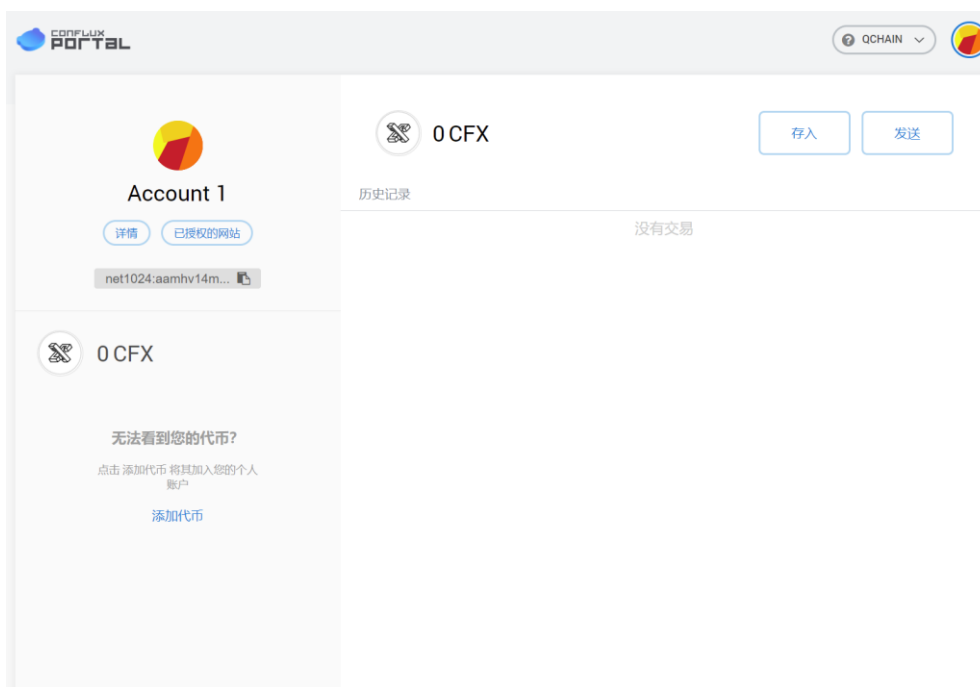 CONFLUX
PORTAL
QCHAIN
Account 1
详情
已授权的网站
net1024:aamhv14m...
0 CFX
无法看到您的代币?
点击 添加代币 将其加入您的个人
账户
添加代币
0 CFX
存入
发送
历史记录
没有交易